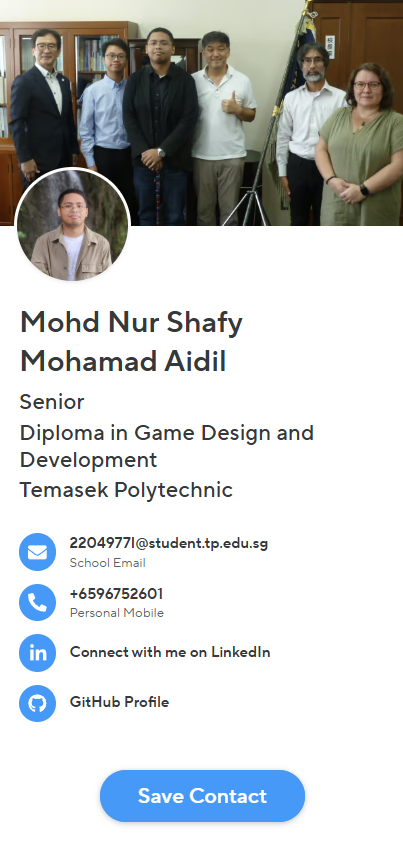 Mohd Nur Shafy
Mohamad Aidil
Senior
Diploma in Game Design and
Development
Temasek Polytechnic
2204977I@student.tp.edu.sg
School Email
+6596752601
Personal Mobile
in
Connect with me on LinkedIn
GitHub Profile
Save Contact